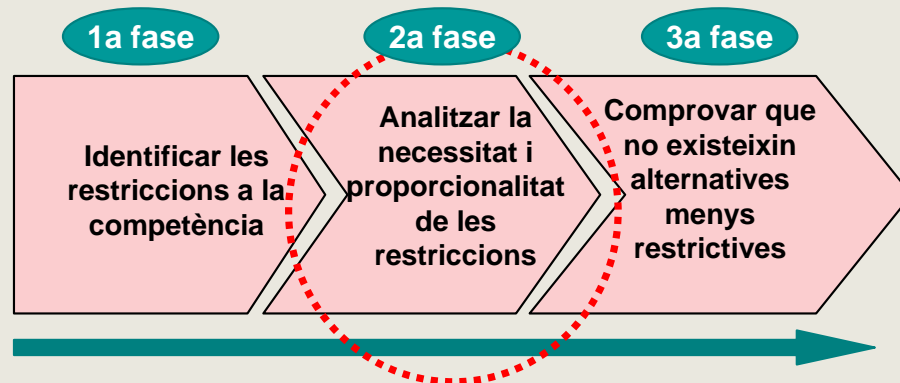 1a fase
2a fase
3a fase
Identificar les
restriccions a la
competència
Analitzar la
necessitat i
proporcionalitat
de les
restriccions
Comprovar que
no existeixin
alternatives
menys
restrictives